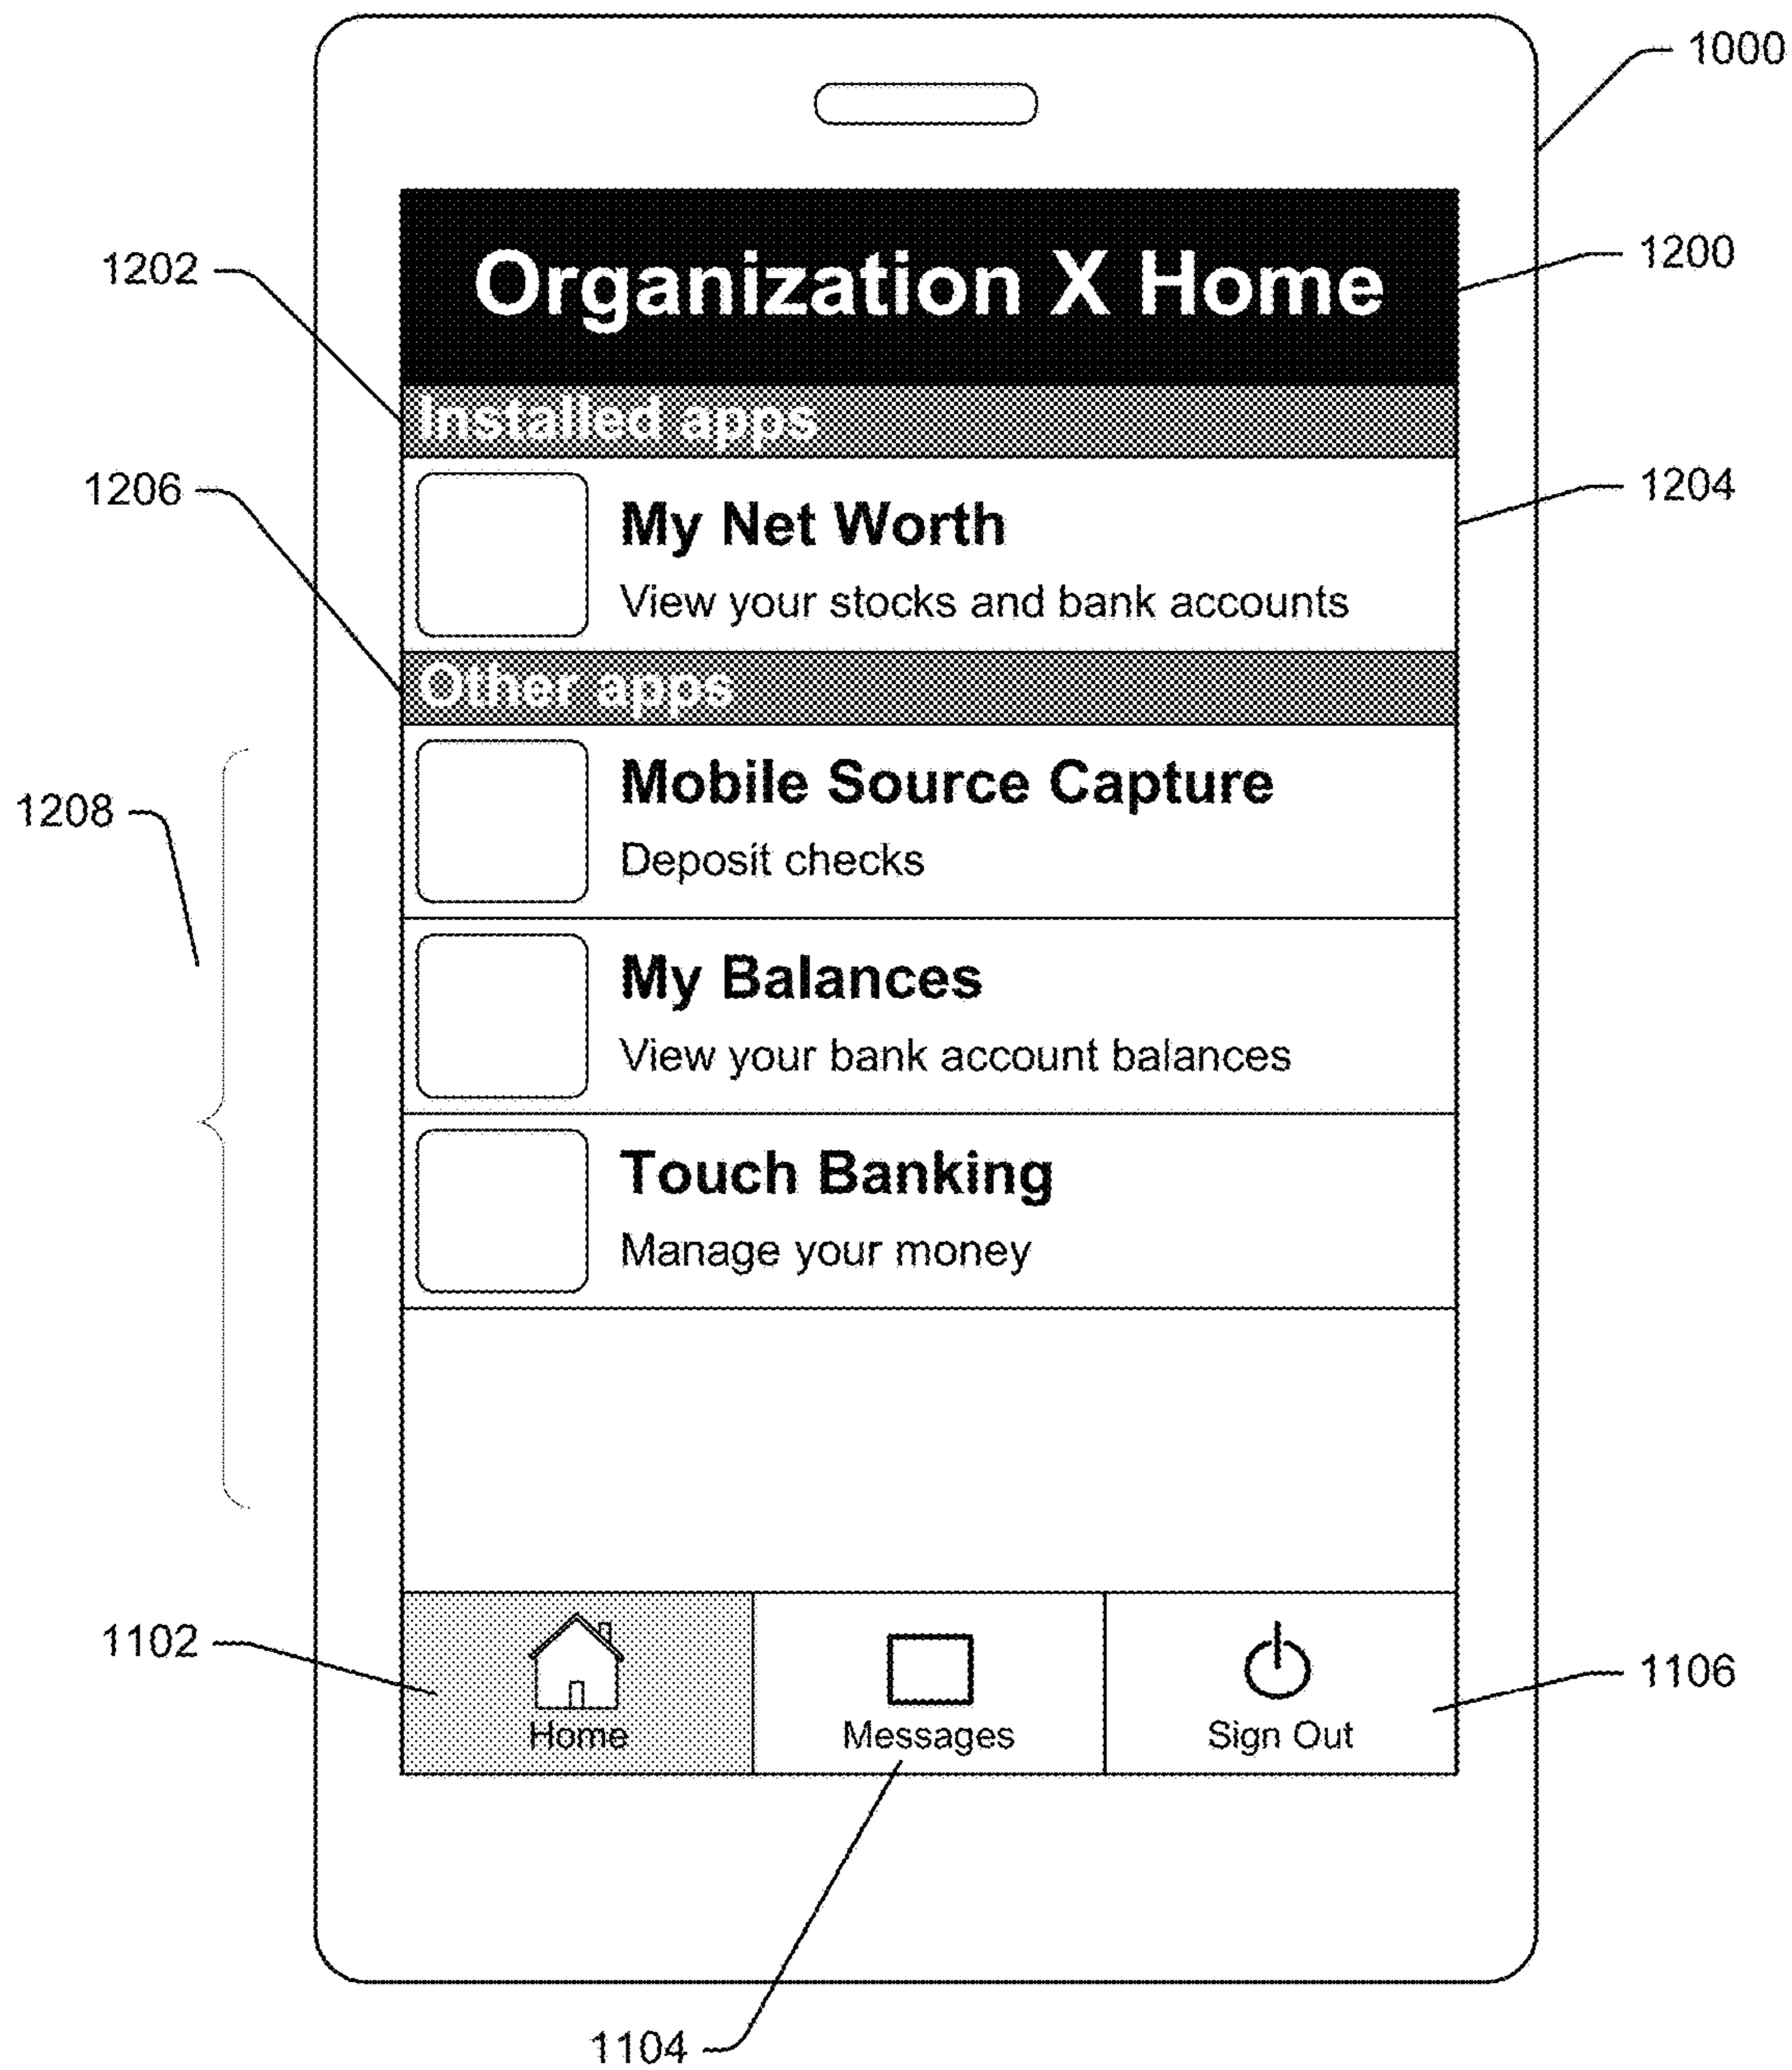 1000
Organization X Home
1200
1202
Installed apps
1206
My Net Worth
1204
View your stocks and bank accounts
Other apps
1208
Mobile Source Capture
Deposit checks
My Balances
View your bank account balances
Touch Banking
Manage your money
1102
Home
Messages
Sign Out
1106
1104